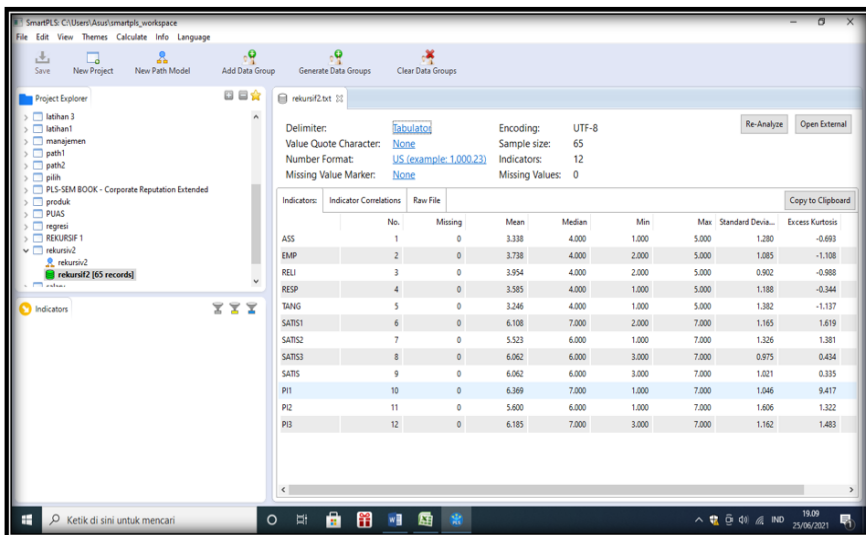 SmartPLS: C:\Users\Asus\smartpls_workspace
File Edit View Themes Calculate Info Language
Save New Project New Path Model Add Data Group Generate Data Groups Clear Data Groups
Project Explorer
latihan 3
latihan1
manajemen
path1
path2
pilih
PLS-SEM BOOK - Corporate Reputation Extended
produk
PUAS
regresi
REKURSIF 1
rekursiv2
rekursiv2
rekursif2 [65 records]
Indicators
rekursif2.txt
Delimiter: Tabulator Encoding: UTF-8 Re-Analyze Open External
Value Quote Character: None Sample size: 65
Number Format: US (example: 1,000.23) Indicators: 12
Missing Value Marker: None Missing Values: 0
Indicators: Indicator Correlations Raw File Copy to Clipboard
No. Missing Mean Median Min Max Standard Devia... Excess Kurtosis
ASS 1 0 3.338 4.000 1.000 5.000 1.280 -0.693
EMP 2 0 3.738 4.000 2.000 5.000 1.085 -1.108
RELI 3 0 3.954 4.000 2.000 5.000 0.902 -0.988
RESP 4 0 3.585 4.000 1.000 5.000 1.188 -0.344
TANG 5 0 3.246 4.000 1.000 5.000 1.382 -1.137
SATIS1 6 0 6.108 7.000 2.000 7.000 1.165 1.619
SATIS2 7 0 5.523 6.000 1.000 7.000 1.326 1.381
SATIS3 8 0 6.062 6.000 3.000 7.000 0.975 0.434
SATIS 9 0 6.062 6.000 3.000 7.000 1.021 0.335
PI1 10 0 6.369 7.000 1.000 7.000 1.046 9.417
PI2 11 0 5.600 6.000 1.000 7.000 1.606 1.322
PI3 12 0 6.185 7.000 3.000 7.000 1.162 1.483
Ketik di sini untuk mencari
IND
19.09
25/06/2021